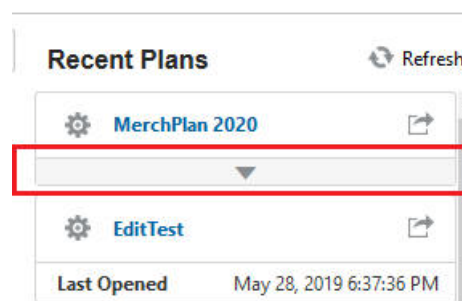 Recent Plans Refresh
MerchPlan 2020
EditTest
Last Opened May 28, 2019 6:37:36 PM